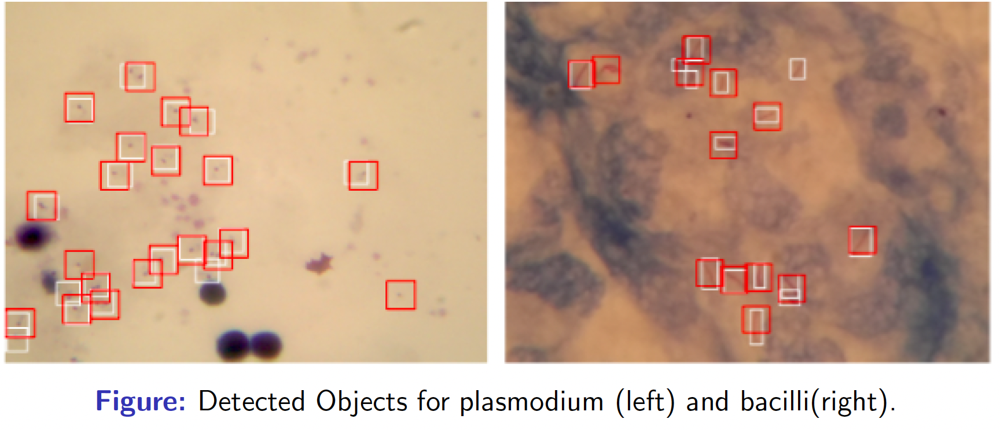 Figure: Detected Objects for plasmodium (left) and bacilli(right).